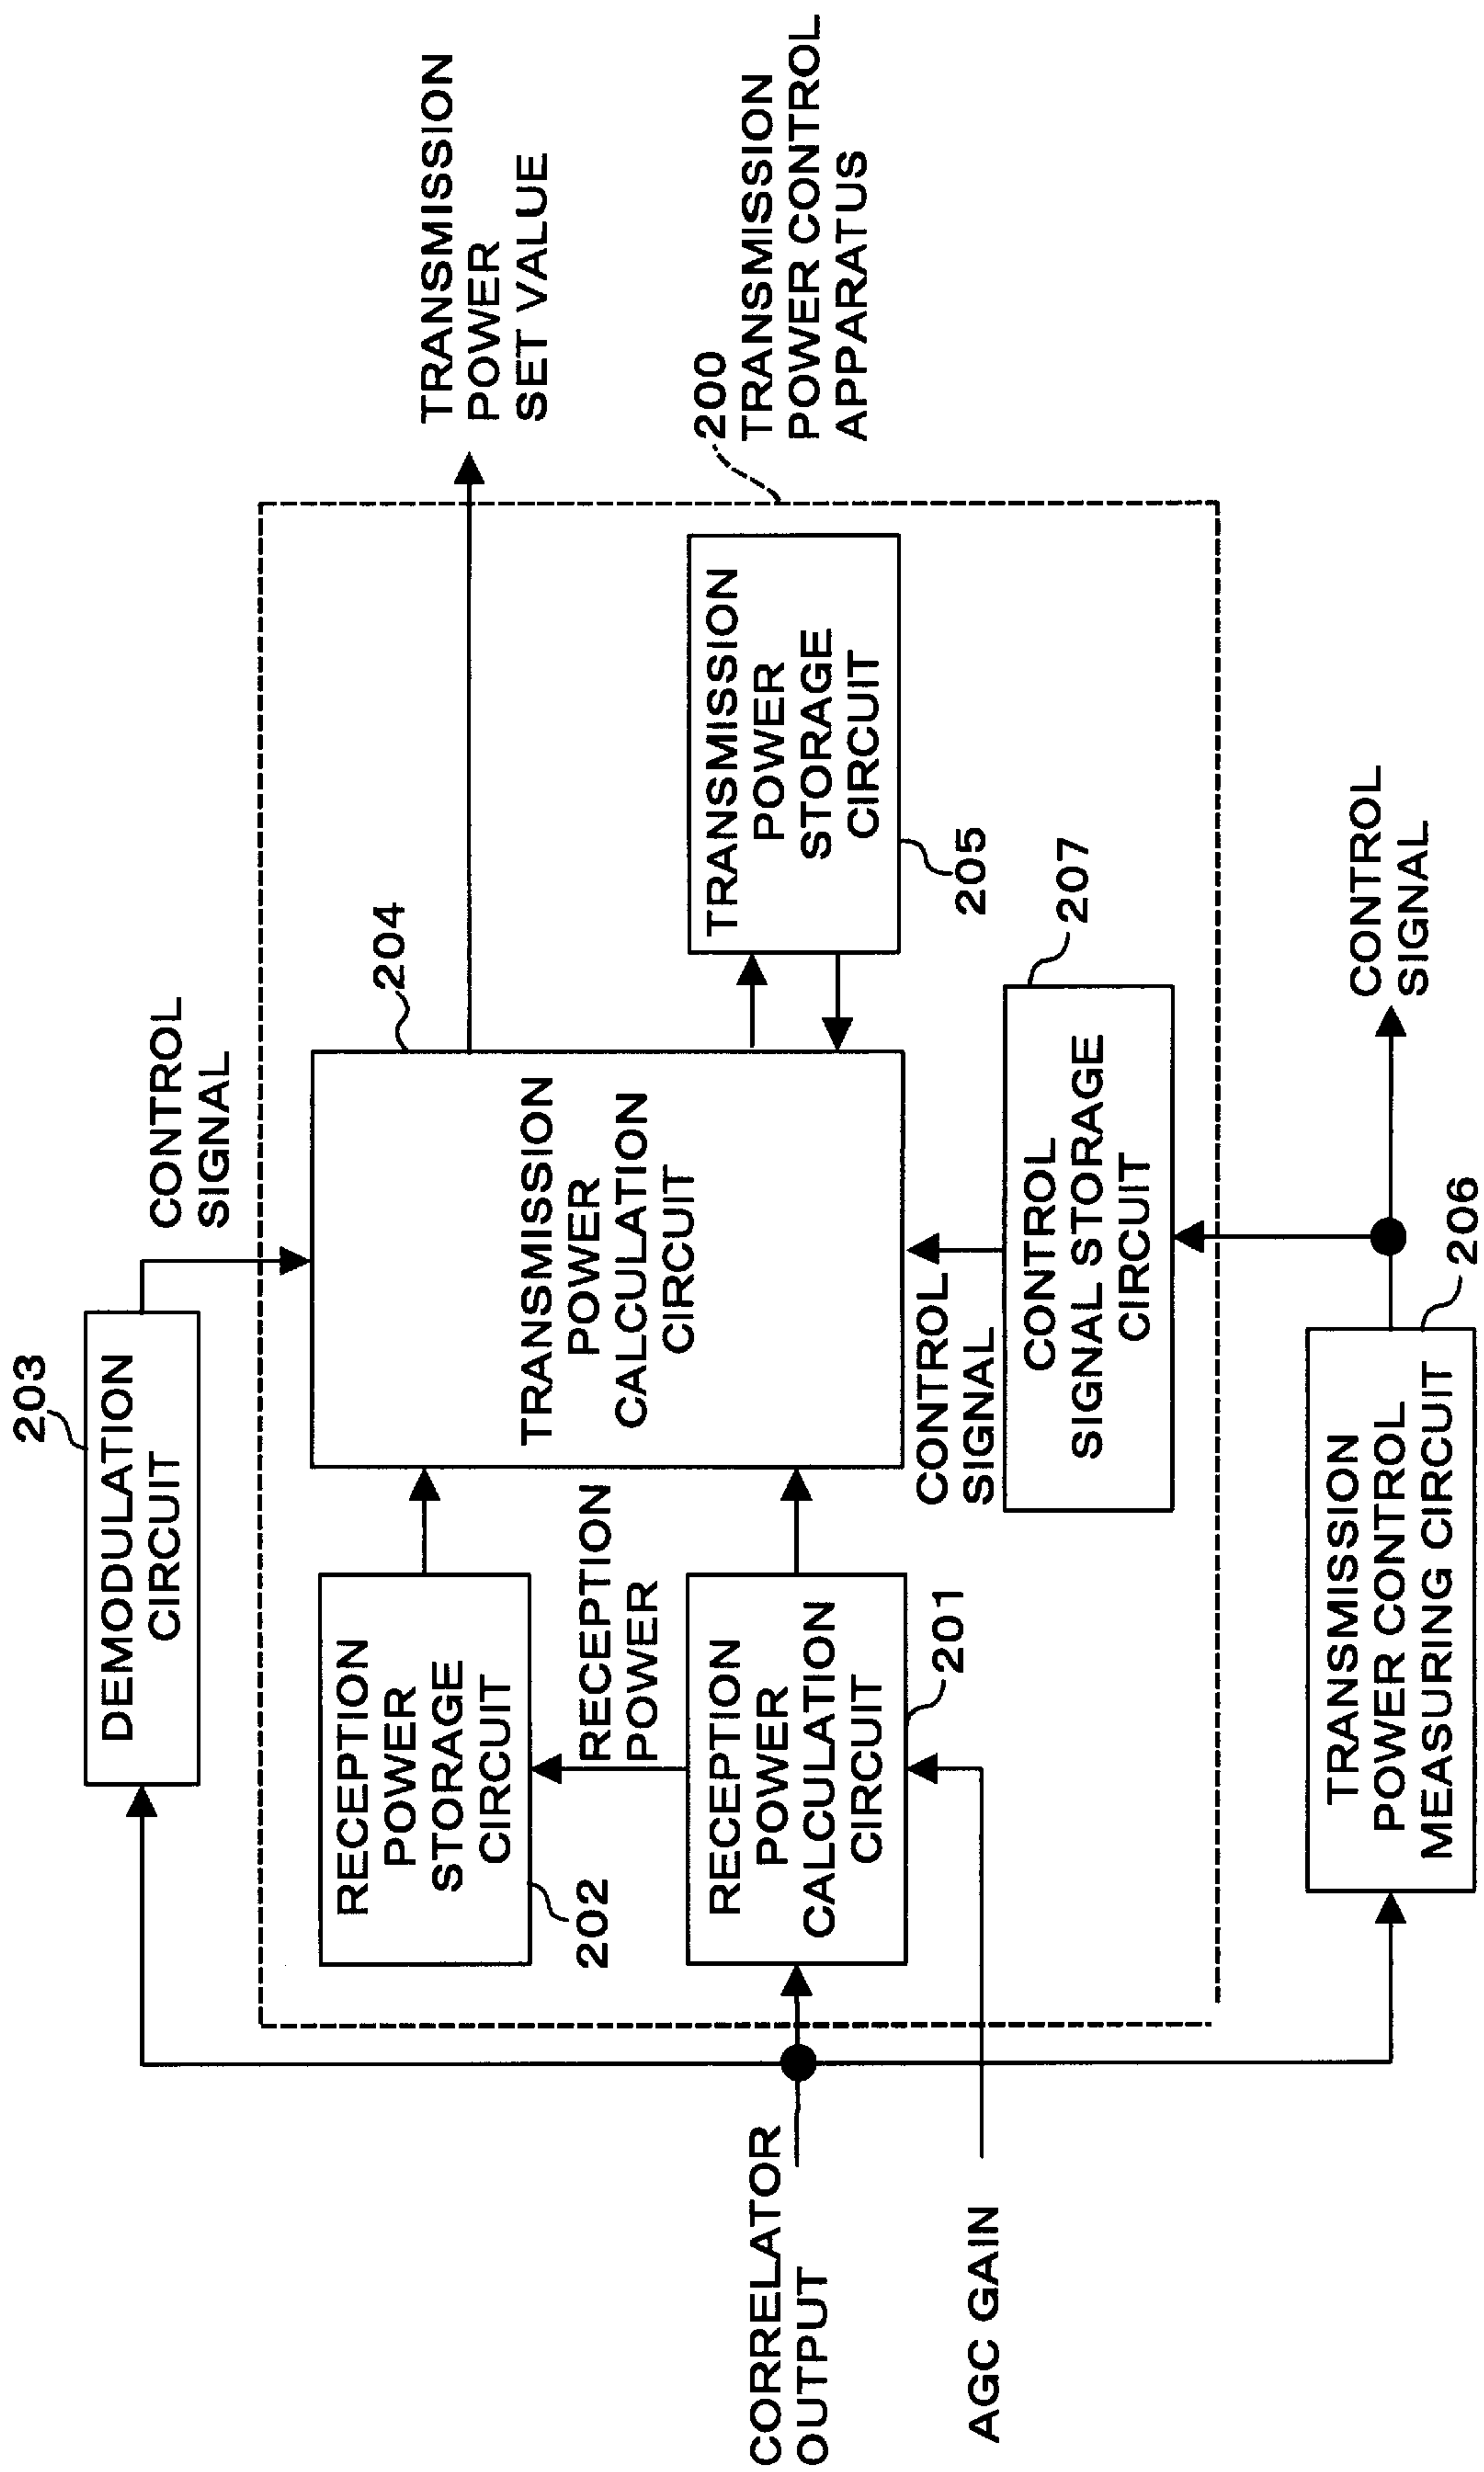 203
DEMODULATION
CIRCUIT
CONTROL
SIGNAL
204
TRANSMISSION
POWER
SET VALUE
RECEPTION
POWER
STORAGE
CIRCUIT
202
RECEPTION
POWER
TRANSMISSION
POWER
CALCULATION
CIRCUIT
200
TRANSMISSION
POWER CONTROL
APPARATUS
CORRELATOR
OUTPUT
RECEPTION
POWER
CALCULATION
CIRCUIT
201
TRANSMISSION
POWER
STORAGE
CIRCUIT
205
AGC GAIN
CONTROL
SIGNAL
CONTROL
SIGNAL STORAGE
CIRCUIT
207
TRANSMISSION
POWER CONTROL
MEASURING CIRCUIT
206
CONTROL
SIGNAL